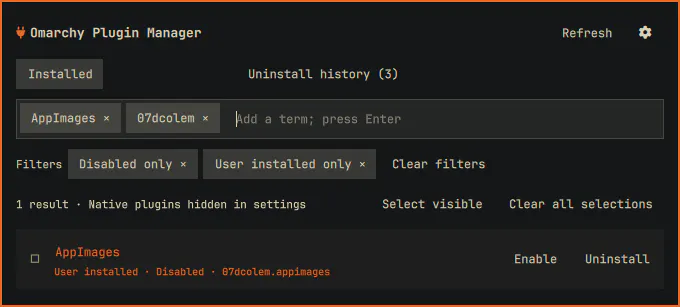 Omarchy Plugin Manager Refresh
Installed Uninstall history (3)
AppImages × 07dcolem × Add a term; press Enter
Filters Disabled only × User installed only × Clear filters
1 result · Native plugins hidden in settings Select visible Clear all selections
AppImages
User installed · Disabled · 07dcolem.appimages
Enable Uninstall